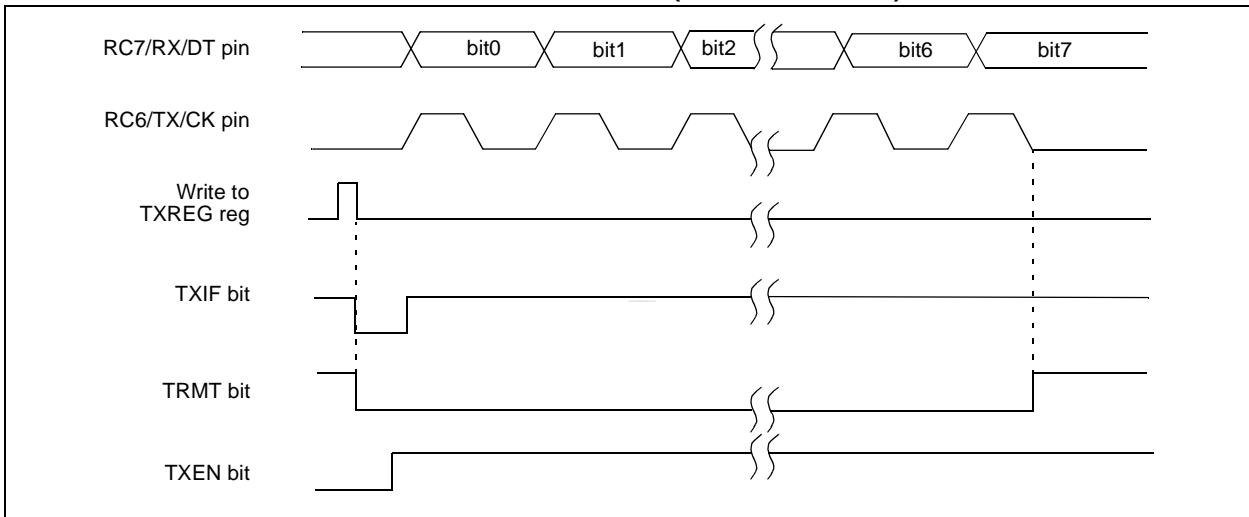 RC7/RX/DT pin
bit0 bit1 bit2 bit6 bit7
RC6/TX/CK pin
Write to
TXREG reg
TXIF bit
TRMT bit
TXEN bit